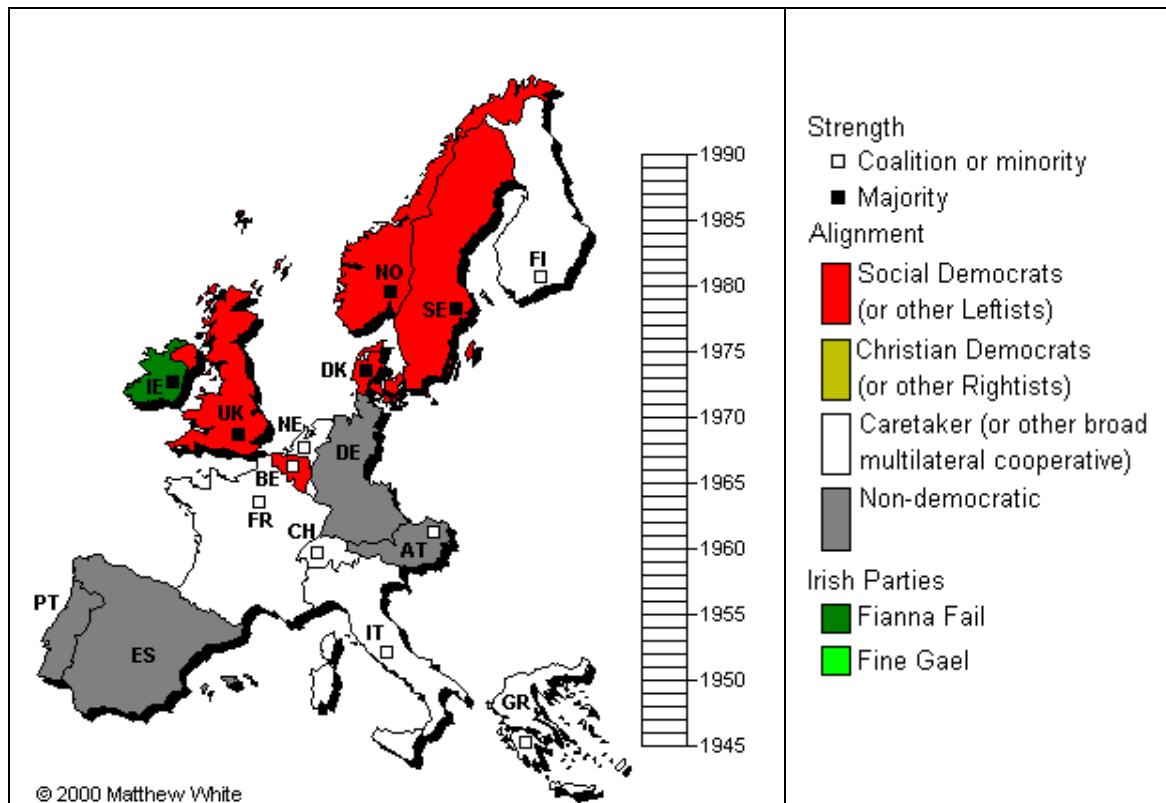 NO
SE
FI
DK
IE
UK
NE
DE
BE
FR
CH
AT
PT
ES
IT
GR
1990
1985
1980
1975
1970
1965
1960
1955
1950
1945
© 2000 Matthew White
Strength
Coalition or minority
Majority
Alignment
Social Democrats
(or other Leftists)
Christian Democrats
(or other Rightists)
Caretaker (or other broad
multilateral cooperative)
Non-democratic
Irish Parties
Fianna Fail
Fine Gael